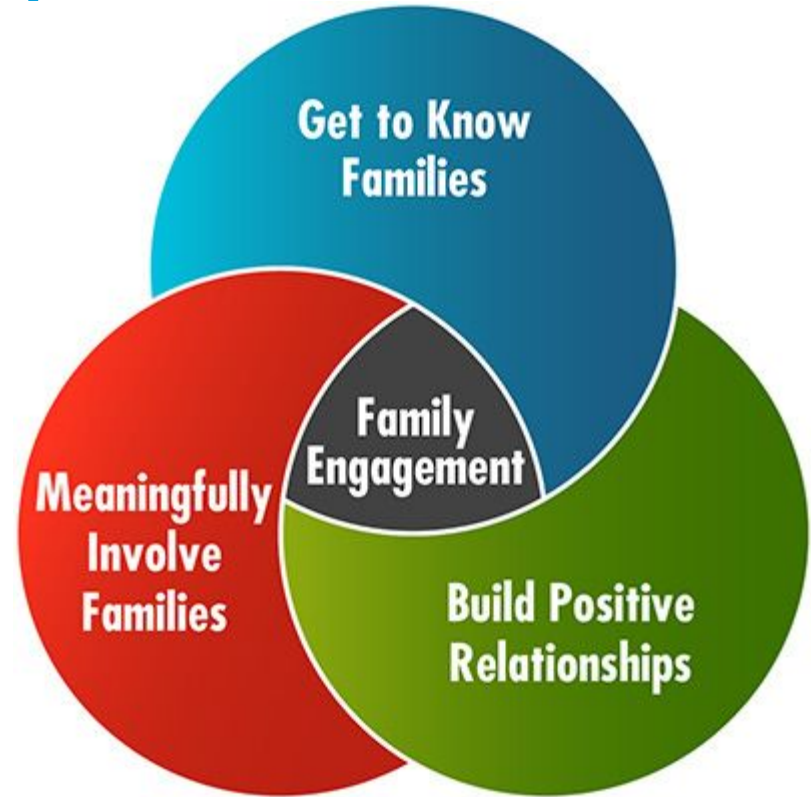 Get to Know
Families
Family
Engagement
Meaningfully
Involve
Families
Build Positive
Relationships